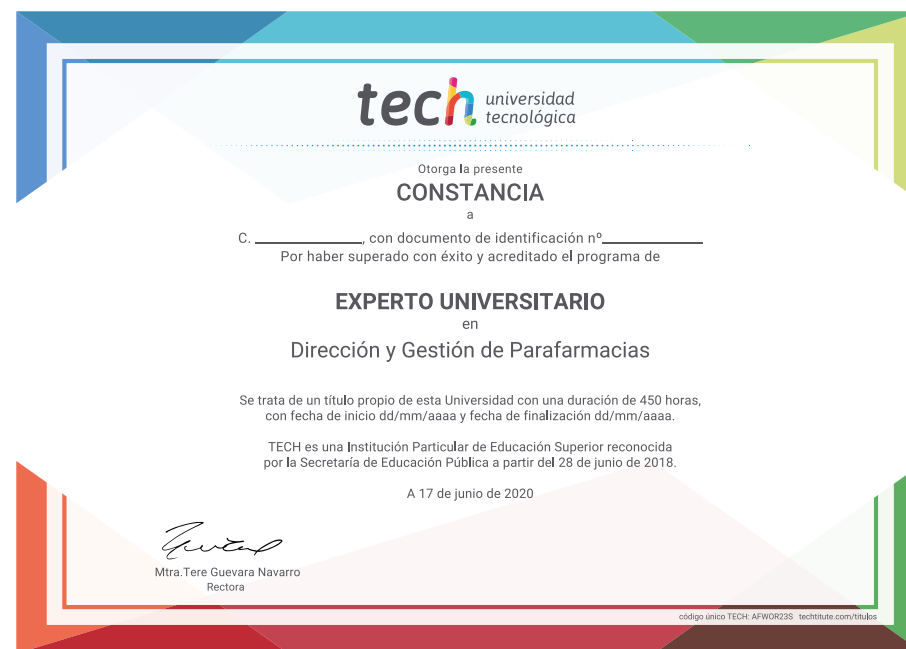 tech universidad
tecnológica
Otorga la presente
CONSTANCIA
a
C. ______________, con documento de identificación nº_____________
Por haber superado con éxito y acreditado el programa de
EXPERTO UNIVERSITARIO
en
Dirección y Gestión de Parafarmacias
Se trata de un título propio de esta Universidad con una duración de 450 horas,
con fecha de inicio dd/mm/aaaa y fecha de finalización dd/mm/aaaa.
TECH es una Institución Particular de Educación Superior reconocida
por la Secretaría de Educación Pública a partir del 28 de junio de 2018.
A 17 de junio de 2020
Mtra.Tere Guevara Navarro
Rectora
código único TECH: AFWOR23S techtitute.com/titulos